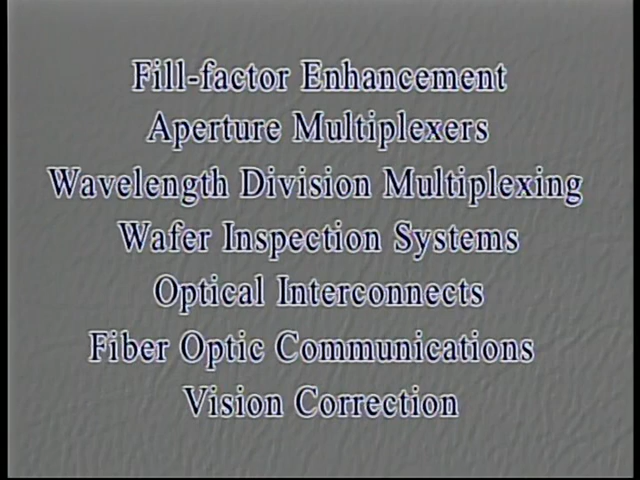 Fill-factor Enhancement
Aperture Multiplexers
Wavelength Division Multiplexing
Wafer Inspection Systems
Optical Interconnects
Fiber Optic Communications
Vision Correction